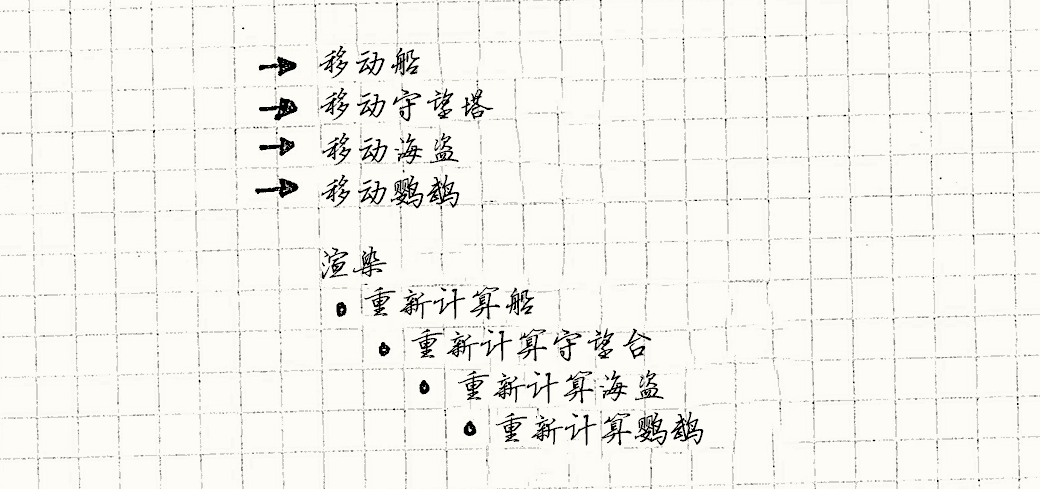 移动船
移动守望塔
移动海盗
移动鹦鹉
渲染
重新计算船
重新计算守望台
重新计算海盗
重新计算鹦鹉